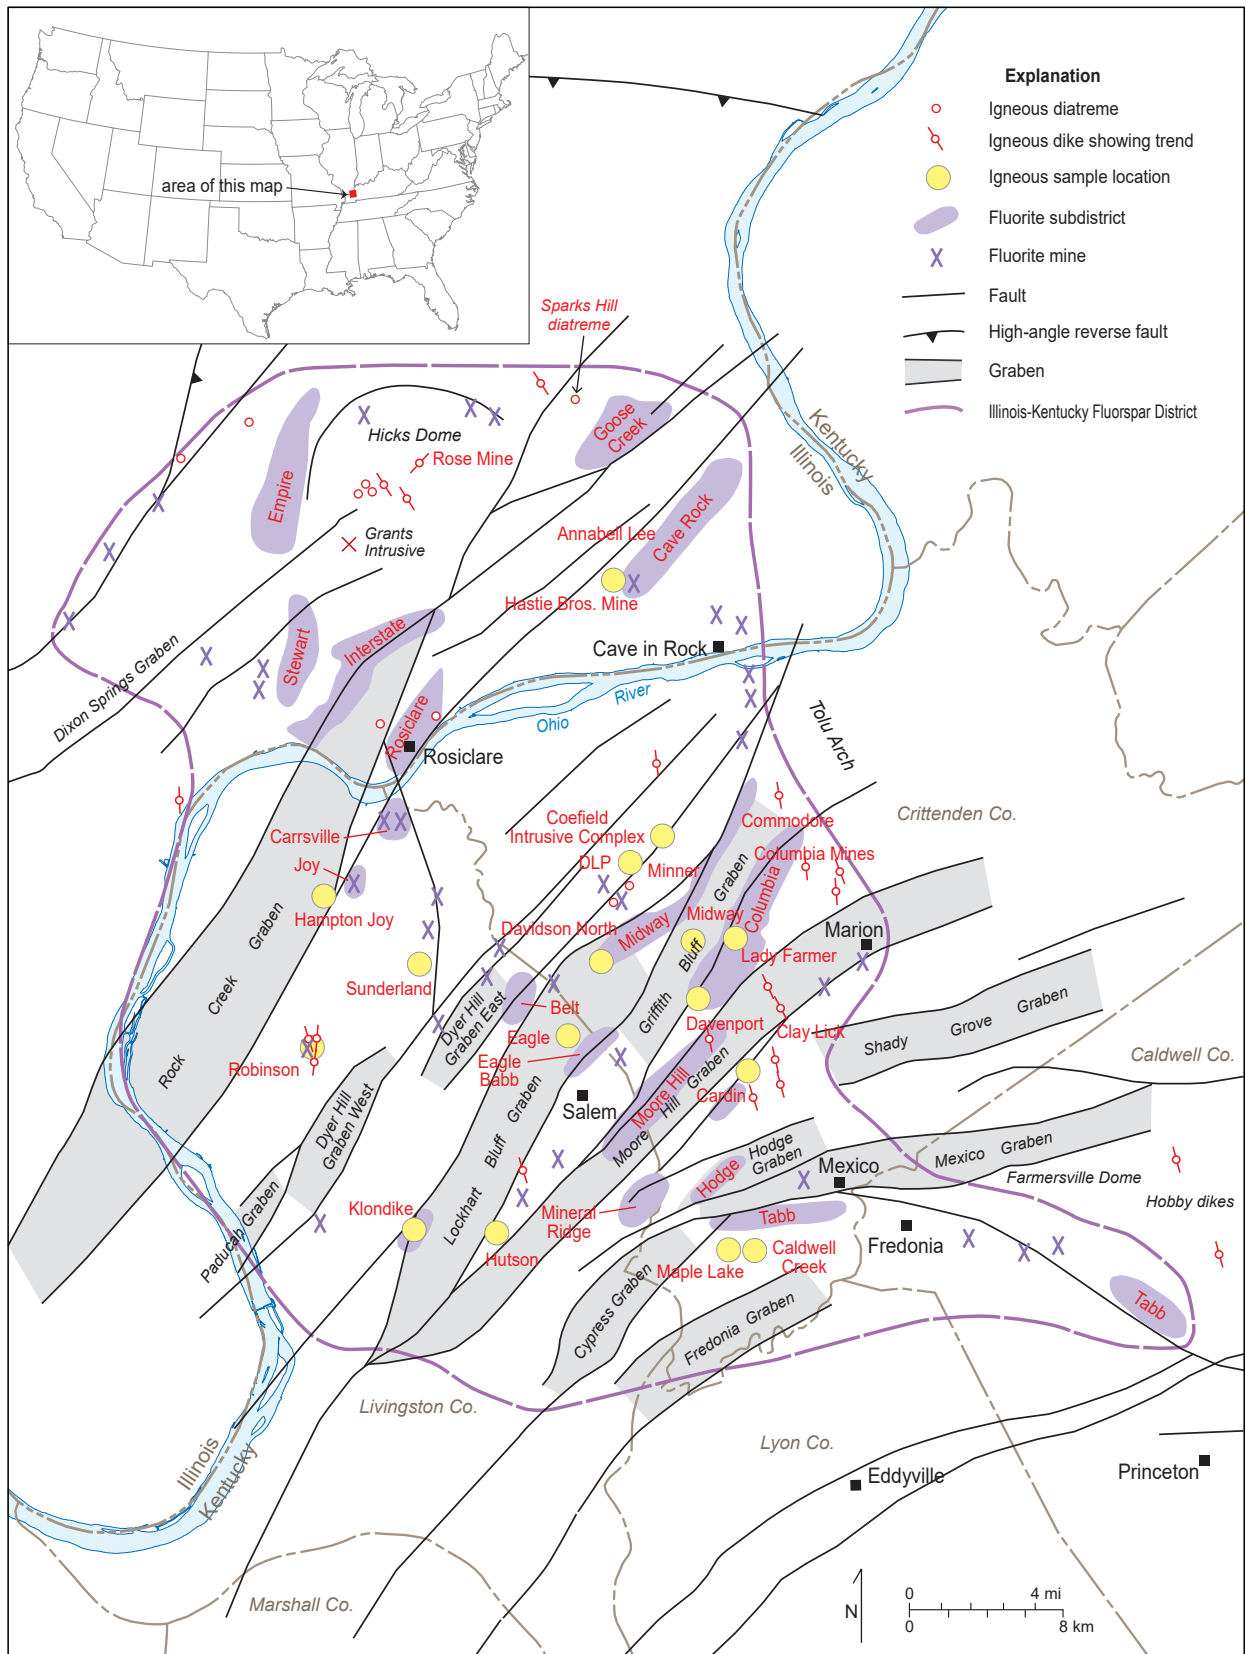 area of this map
Explanation
Igneous diatreme
Igneous dike showing trend
Igneous sample location
Fluorite subdistrict
Fluorite mine
Fault
High-angle reverse fault
Graben
Illinois-Kentucky Fluorspar District
Sparks Hill
diatreme
Goose
Creek
Kentucky
Illinois
Hicks Dome
Rose Mine
Empire
Grants
Intrusive
Annabell Lee
Cave Rock
Hastie Bros. Mine
Cave in Rock
Stewart
Interstate
Dixon Springs Graben
Rosiclare
Rosiclare
Ohio
River
Tolu Arch
Crittenden Co.
Carrsville
Joy
Hampton Joy
Coefield
Intrusive Complex
DLP
Minner
Commodore
Columbia Mines
Columbia
Graben
Bluff
Griffith
Midway
Midway
Davidson North
Marion
Lady Farmer
Sunderland
Rock
Creek
Graben
Belt
Dyer Hill
Graben East
Eagle
Eagle
Babb
Davenport
Clay Lick
Shady
Grove
Graben
Caldwell Co.
Robinson
Dyer Hill
Graben West
Salem
Moore Hill
Cardin
Moore
Hill
Graben
Lockhart
Bluff
Graben
Hodge
Graben
Hodge
Mexico
Mexico
Graben
Farmersville Dome
Hobby dikes
Paducah Graben
Klondike
Hutson
Mineral
Ridge
Tabb
Fredonia
Maple Lake
Caldwell
Creek
Tabb
Cypress Graben
Fredonia Graben
Livingston Co.
Lyon Co.
Illinois
Kentucky
Eddyville
Princeton
Marshall Co.
N
0
4 mi
0
8 km